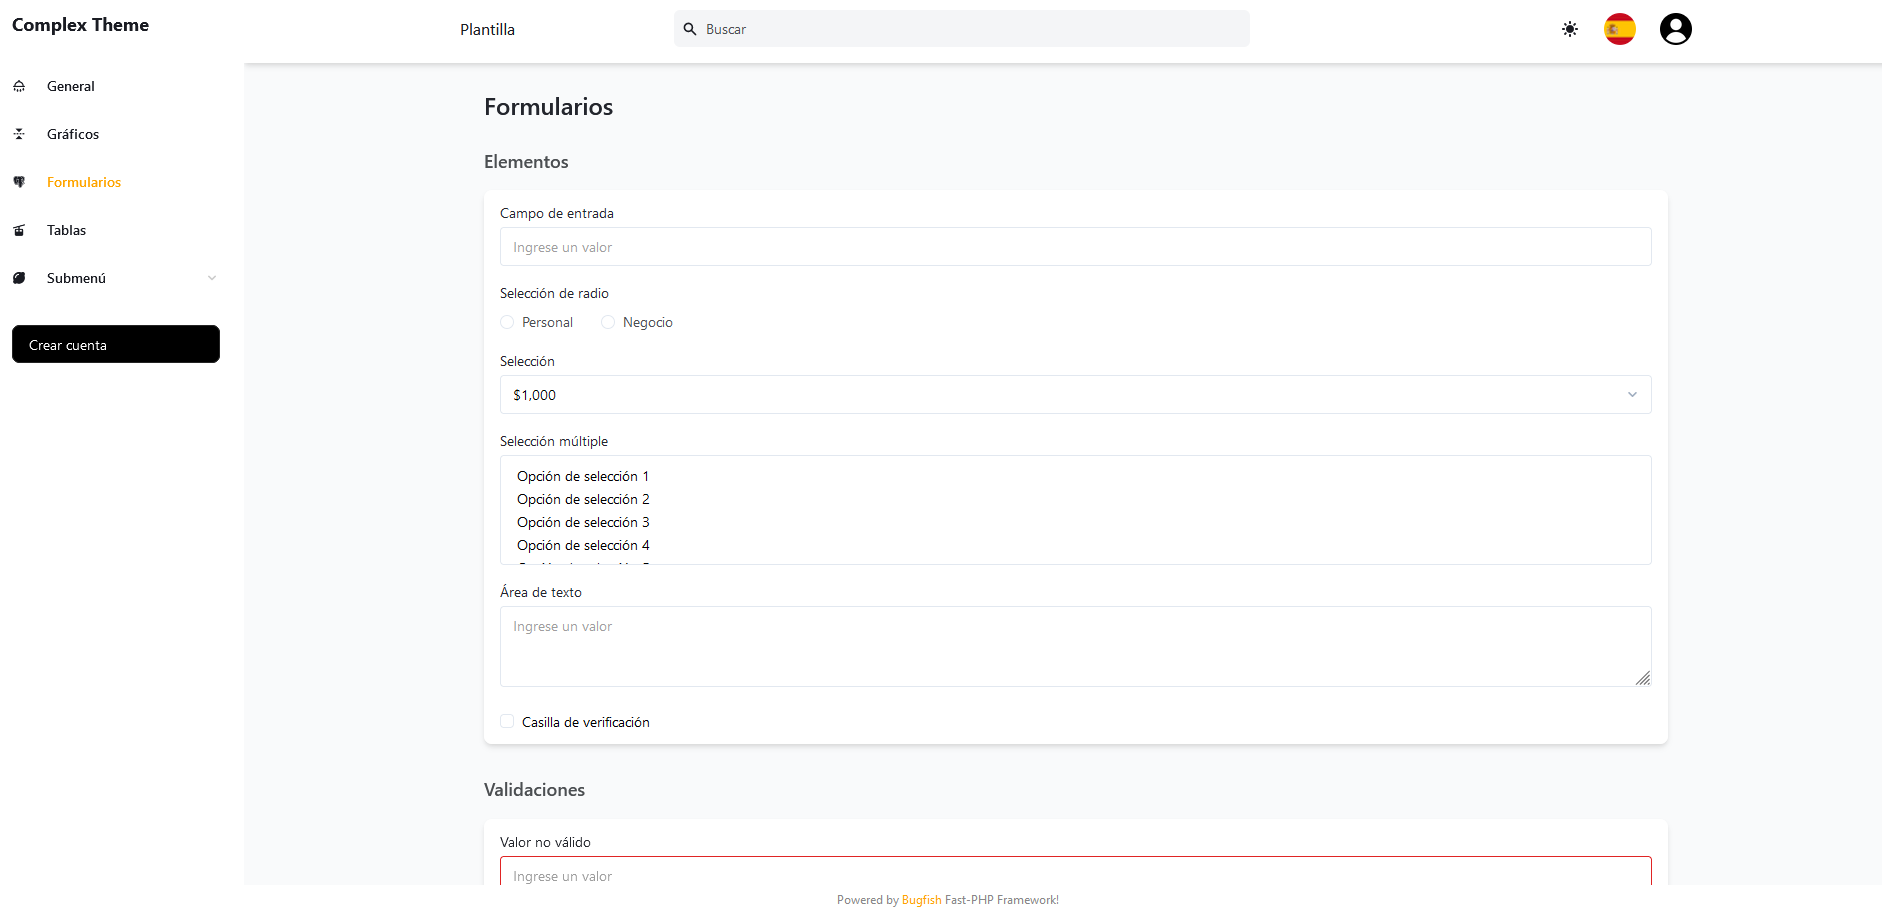 Complex Theme
Plantilla
Buscar
General
Gráficos
Formularios
Tablas
Submenú
Crear cuenta
Formularios
Elementos
Campo de entrada
Ingrese un valor
Selección de radio
Personal
Negocio
Selección
$1,000
Selección múltiple
Opción de selección 1
Opción de selección 2
Opción de selección 3
Opción de selección 4
Área de texto
Ingrese un valor
Casilla de verificación
Validaciones
Valor no válido
Ingrese un valor
Powered by Bugfish Fast-PHP Framework!